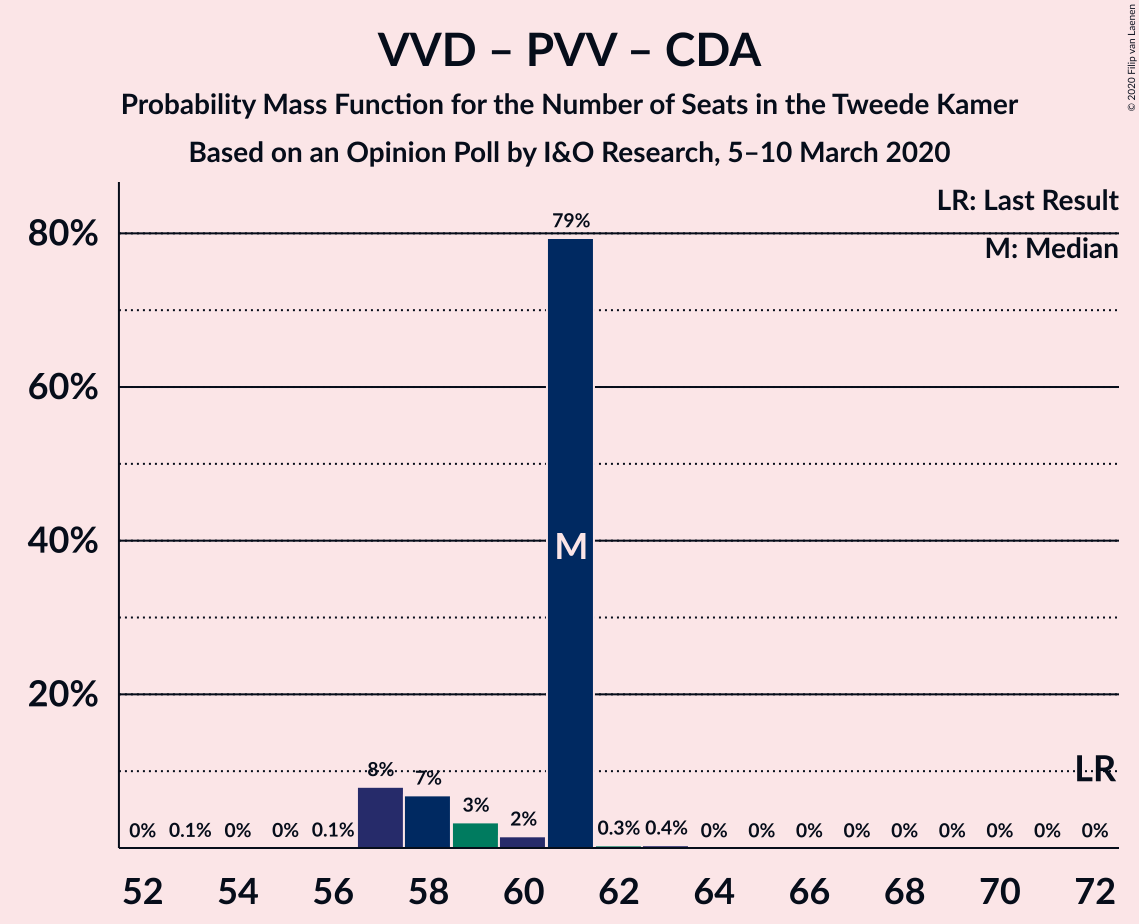 VVD – PVV – CDA
Probability Mass Function for the Number of Seats in the Tweede Kamer
Based on an Opinion Poll by I&O Research, 5–10 March 2020
© 2020 Filip van Laenen
LR: Last Result
M: Median
80%
60%
40%
20%
79%
M
LR
0% 0.1% 0% 0% 0.1% 8% 7% 3% 2% 0.3% 0.4% 0% 0% 0% 0% 0% 0% 0% 0% 0%
52 54 56 58 60 62 64 66 68 70 72